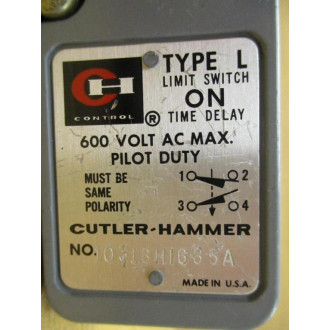 CH
CONTROL
®
TYPE L
LIMIT SWITCH
ON
TIME DELAY
600 VOLT AC MAX.
PILOT DUTY
MUST BE
SAME
POLARITY
1 2
3 4
CUTLER-HAMMER
NO.
MADE IN U.S.A.